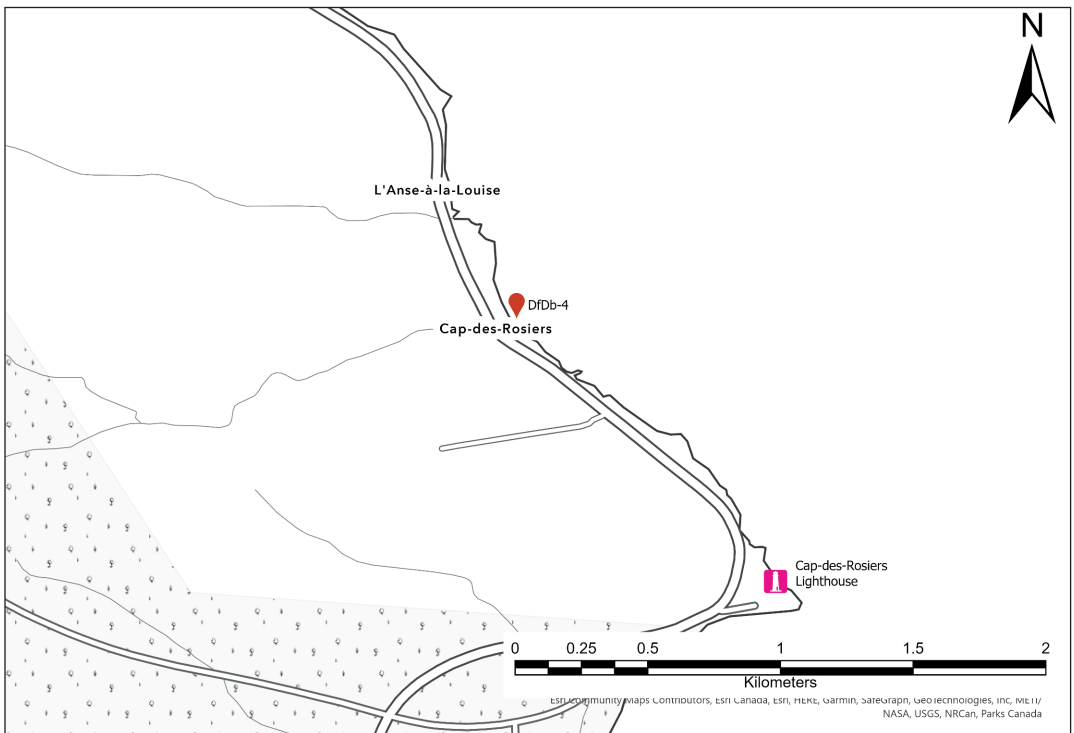 N
L'Anse-à-la-Louise
DfDb-4
Cap-des-Rosiers
Cap-des-Rosiers
Lighthouse
0 0.25 0.5 1 1.5 2
Kilometers
Esri Community Maps Contributors, Esri Canada, Esri, HERE, Garmin, SafeGraph, GeoTechnologies, Inc, METI/
NASA, USGS, NRCan, Parks Canada